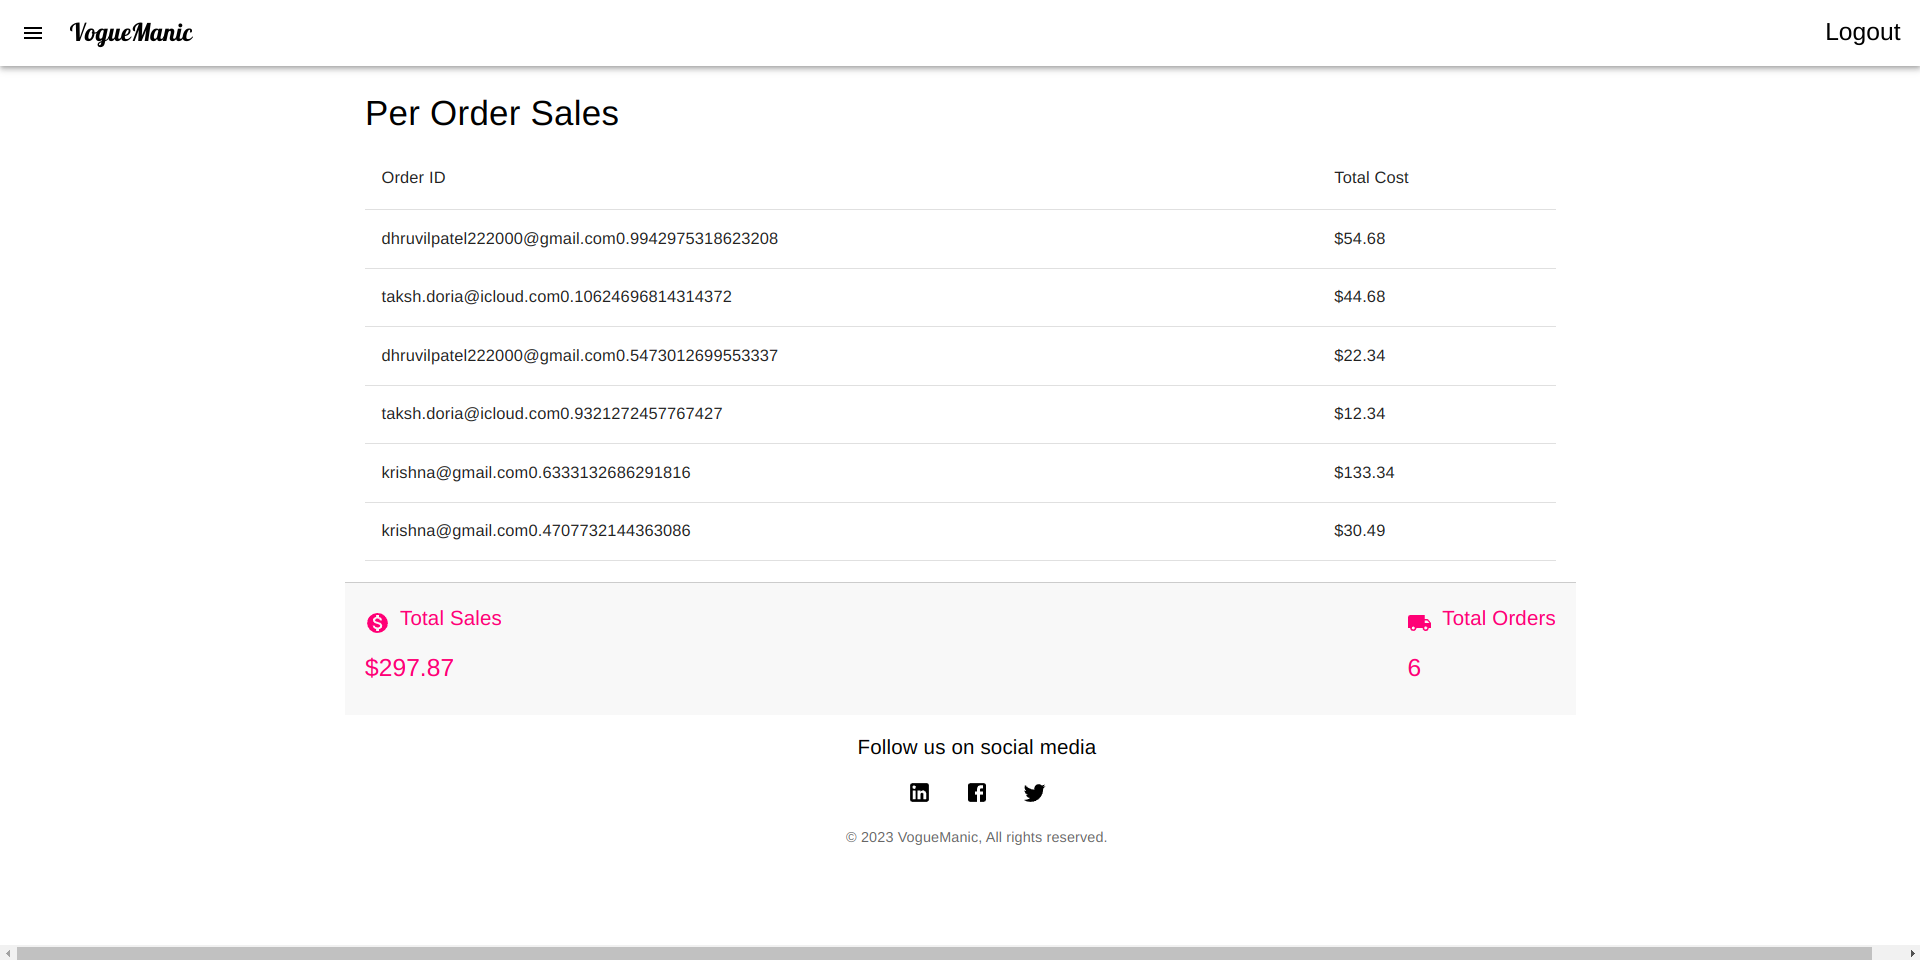 VogueManic
Logout
Per Order Sales
Order ID Total Cost
dhruvilpatel222000@gmail.com0.9942975318623208 $54.68
taksh.doria@icloud.com0.10624696814314372 $44.68
dhruvilpatel222000@gmail.com0.5473012699553337 $22.34
taksh.doria@icloud.com0.9321272457767427 $12.34
krishna@gmail.com0.6333132686291816 $133.34
krishna@gmail.com0.4707732144363086 $30.49
Total Sales Total Orders
$297.87 6
Follow us on social media
© 2023 VogueManic, All rights reserved.